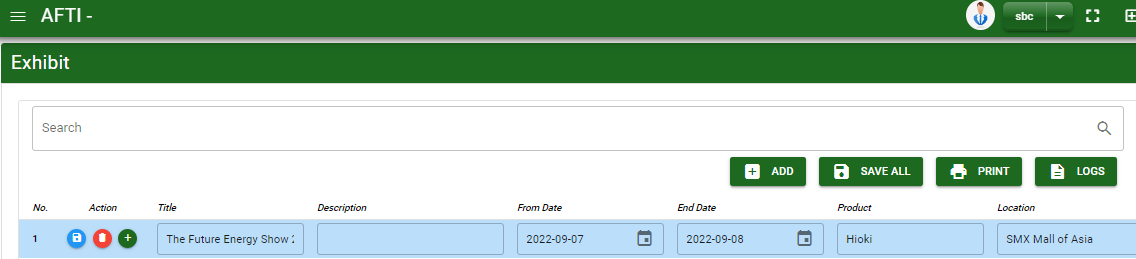 AFTI -
sbc
Exhibit
Search
ADD SAVE ALL PRINT LOGS
No. Action Title Description From Date End Date Product Location
1 The Future Energy Show 2022-09-07 2022-09-08 Hioki SMX Mall of Asia